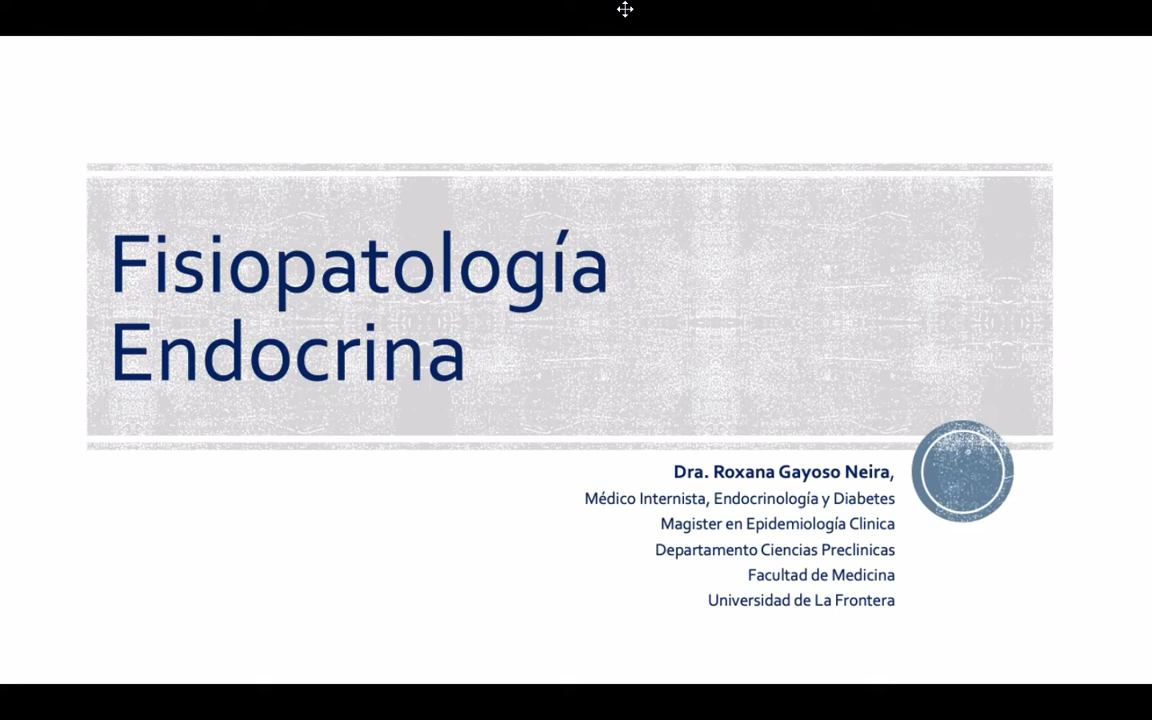 Fisiopatología
Endocrina
Dra. Roxana Gayoso Neira,
Médico Internista, Endocrinología y Diabetes
Magister en Epidemiología Clinica
Departamento Ciencias Preclinicas
Facultad de Medicina
Universidad de La Frontera